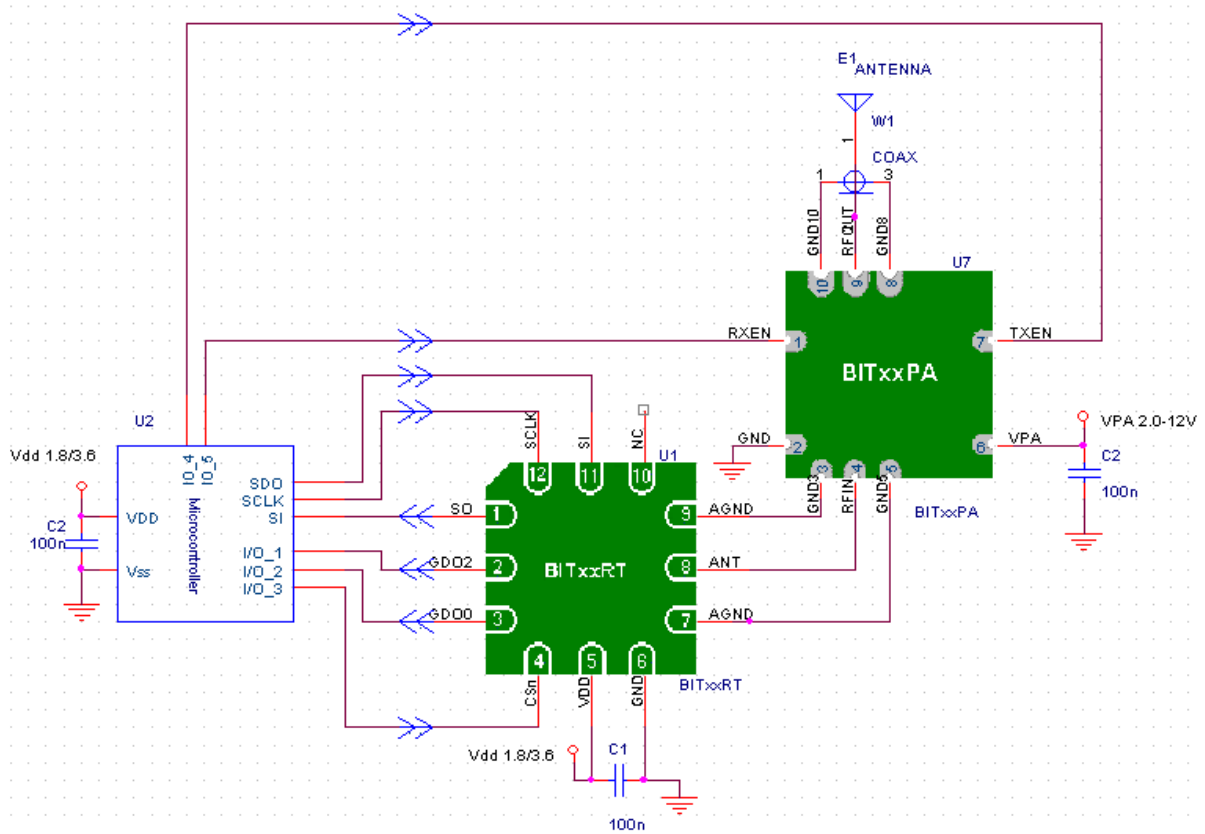 E1
ANTENNA
W1
1
COAX
1
3
GND10
RFOUT
GND8
U7
10
9
8
RXEN
1
7
TXEN
BITxxPA
GND
2
6
VPA
VPA 2.0-12V
3
4
5
C2
100n
GND3
RFIN
GND5
BITxxPA
U2
Vdd 1.8/3.6
IO_4
IO_5
SDO
SCLK
SI
VDD
C2
100n
Microcontroller
I/O_1
I/O_2
I/O_3
Vss
SCLK
SI
NC
U1
12
11
10
SO
1
9
AGND
GDO2
2
BITxxRT
8
ANT
GDO0
3
7
AGND
4
5
6
CSn
VDD
GND
BITxxRT
Vdd 1.8/3.6
C1
100n